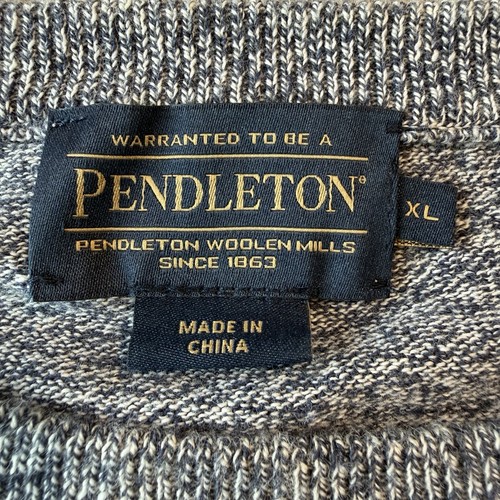 WARRANTED TO BE A
PENDLETON®
XL
PENDLETON WOOLEN MILLS
SINCE 1863
MADE IN
CHINA